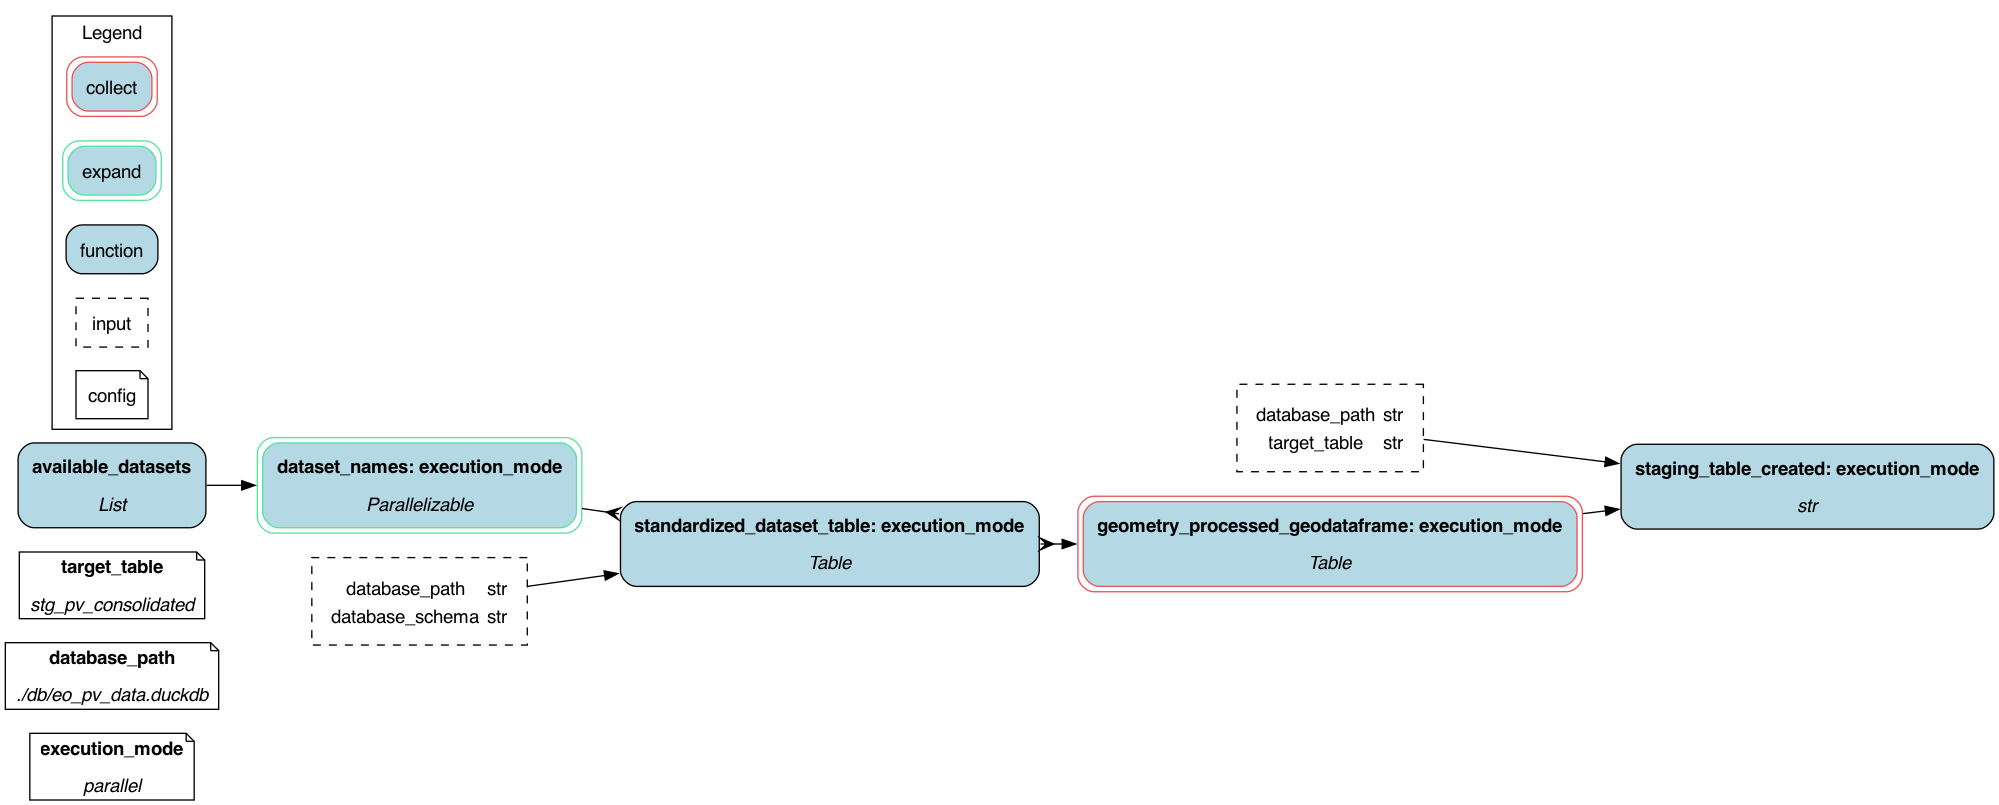 Legend
collect
expand
function
input
config
available_datasets
List
target_table
stg_pv_consolidated
database_path
./db/eo_pv_data.duckdb
execution_mode
parallel
dataset_names: execution_mode
Parallelizable
database_path str
database_schema str
standardized_dataset_table: execution_mode
Table
geometry_processed_geodataframe: execution_mode
Table
database_path str
target_table str
staging_table_created: execution_mode
str